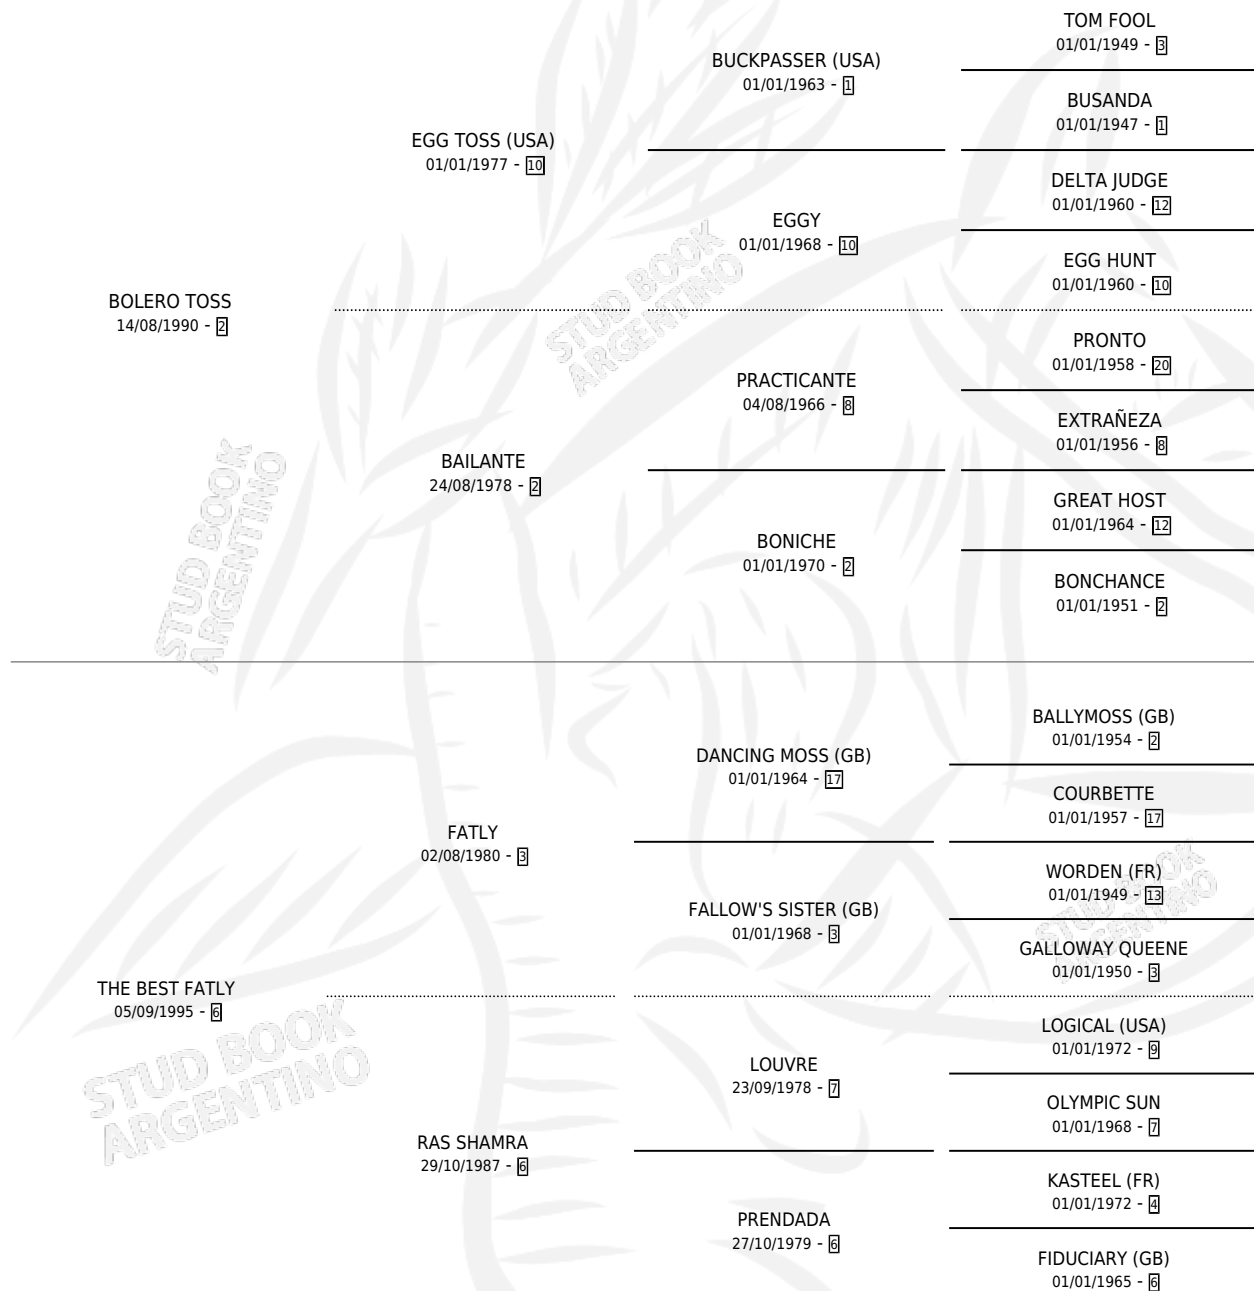 TOM FOOL
01/01/1949 - 3
BUCKPASSER (USA)
01/01/1963 - 1
BUSANDA
01/01/1947 - 1
EGG TOSS (USA)
01/01/1977 - 10
DELTA JUDGE
01/01/1960 - 12
EGGY
01/01/1968 - 10
EGG HUNT
01/01/1960 - 10
BOLERO TOSS
14/08/1990 - 2
PRONTO
01/01/1958 - 20
PRACTICANTE
04/08/1966 - 8
EXTRAÑEZA
01/01/1956 - 8
BAILANTE
24/08/1978 - 2
GREAT HOST
01/01/1964 - 12
BONICHE
01/01/1970 - 2
BONCHANCE
01/01/1951 - 2
BALLYMOSS (GB)
01/01/1954 - 2
DANCING MOSS (GB)
01/01/1964 - 17
COURBETTE
01/01/1957 - 17
FATLY
02/08/1980 - 3
WORDEN (FR)
01/01/1949 - 13
FALLOW'S SISTER (GB)
01/01/1968 - 3
GALLOWAY QUEENE
01/01/1950 - 3
THE BEST FATLY
05/09/1995 - 6
LOGICAL (USA)
01/01/1972 - 9
LOUVRE
23/09/1978 - 7
OLYMPIC SUN
01/01/1968 - 7
RAS SHAMRA
29/10/1987 - 6
KASTEEL (FR)
01/01/1972 - 4
PRENDADA
27/10/1979 - 6
FIDUCIARY (GB)
01/01/1965 - 6
STUD BOOK
ARGENTINO
STUD BOOK
ARGENTINO
STUD BOOK
ARGENTINO
STUD BOOK
ARGENTINO